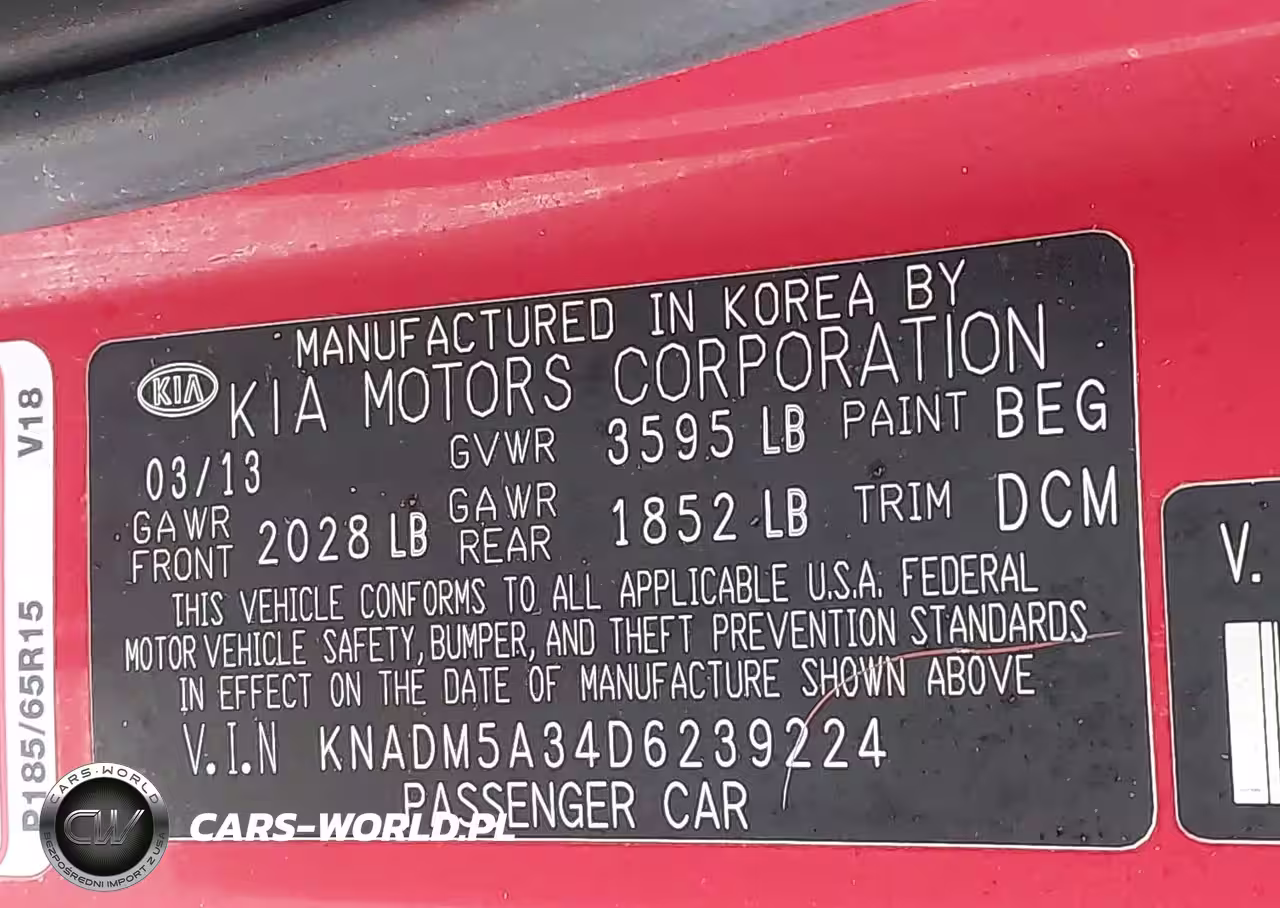 MANUFACTURED IN KOREA BY
KIA KIA MOTORS CORPORATION
03/13 GVWR 3595 LB PAINT BEG
GAWR FRONT 2028 LB GAWR REAR 1852 LB TRIM DCM
THIS VEHICLE CONFORMS TO ALL APPLICABLE U.S.A. FEDERAL
MOTOR VEHICLE SAFETY, BUMPER, AND THEFT PREVENTION STANDARDS
IN EFFECT ON THE DATE OF MANUFACTURE SHOWN ABOVE
V.I.N KNADM5A34D6239224
PASSENGER CAR
P185/65R15 V18
V.
CARS-WORLD
CW
BEZPOŚREDNI IMPORT Z USA
CARS-WORLD.PL